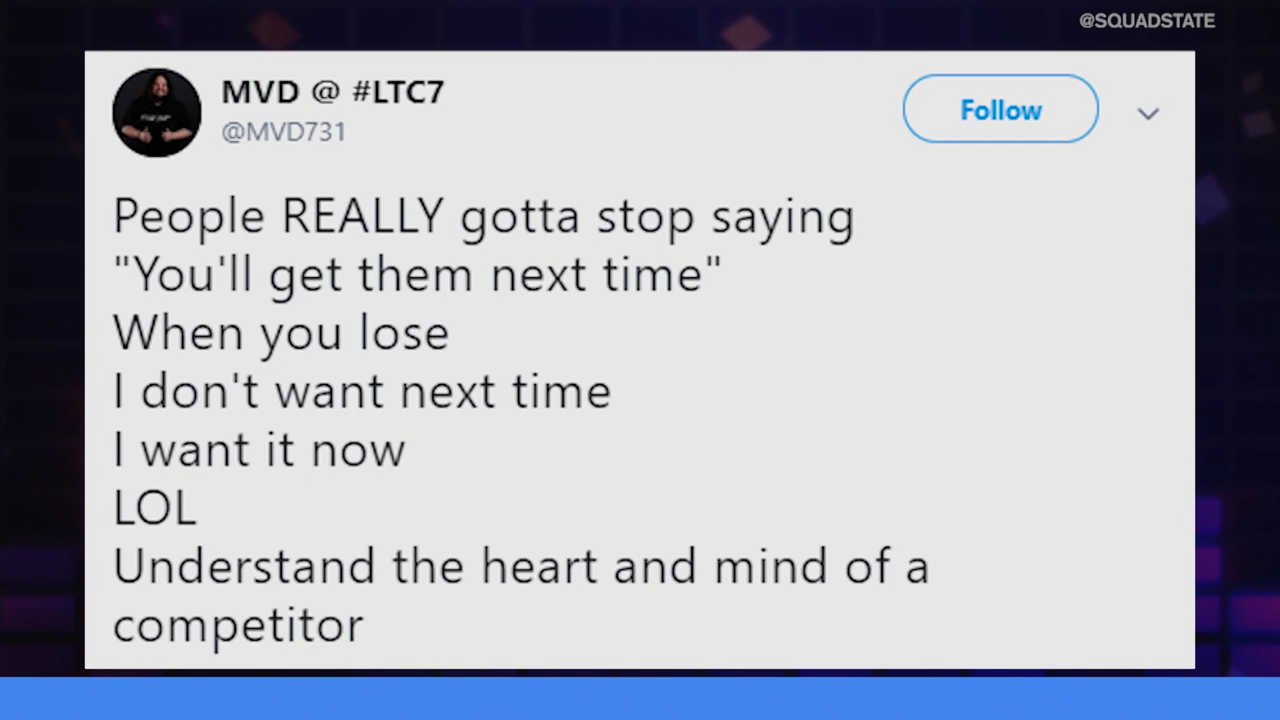 @SQUADSTATE
MVD @ #LTC7
@MVD731
Follow
People REALLY gotta stop saying
"You'll get them next time"
When you lose
I don't want next time
I want it now
LOL
Understand the heart and mind of a
competitor